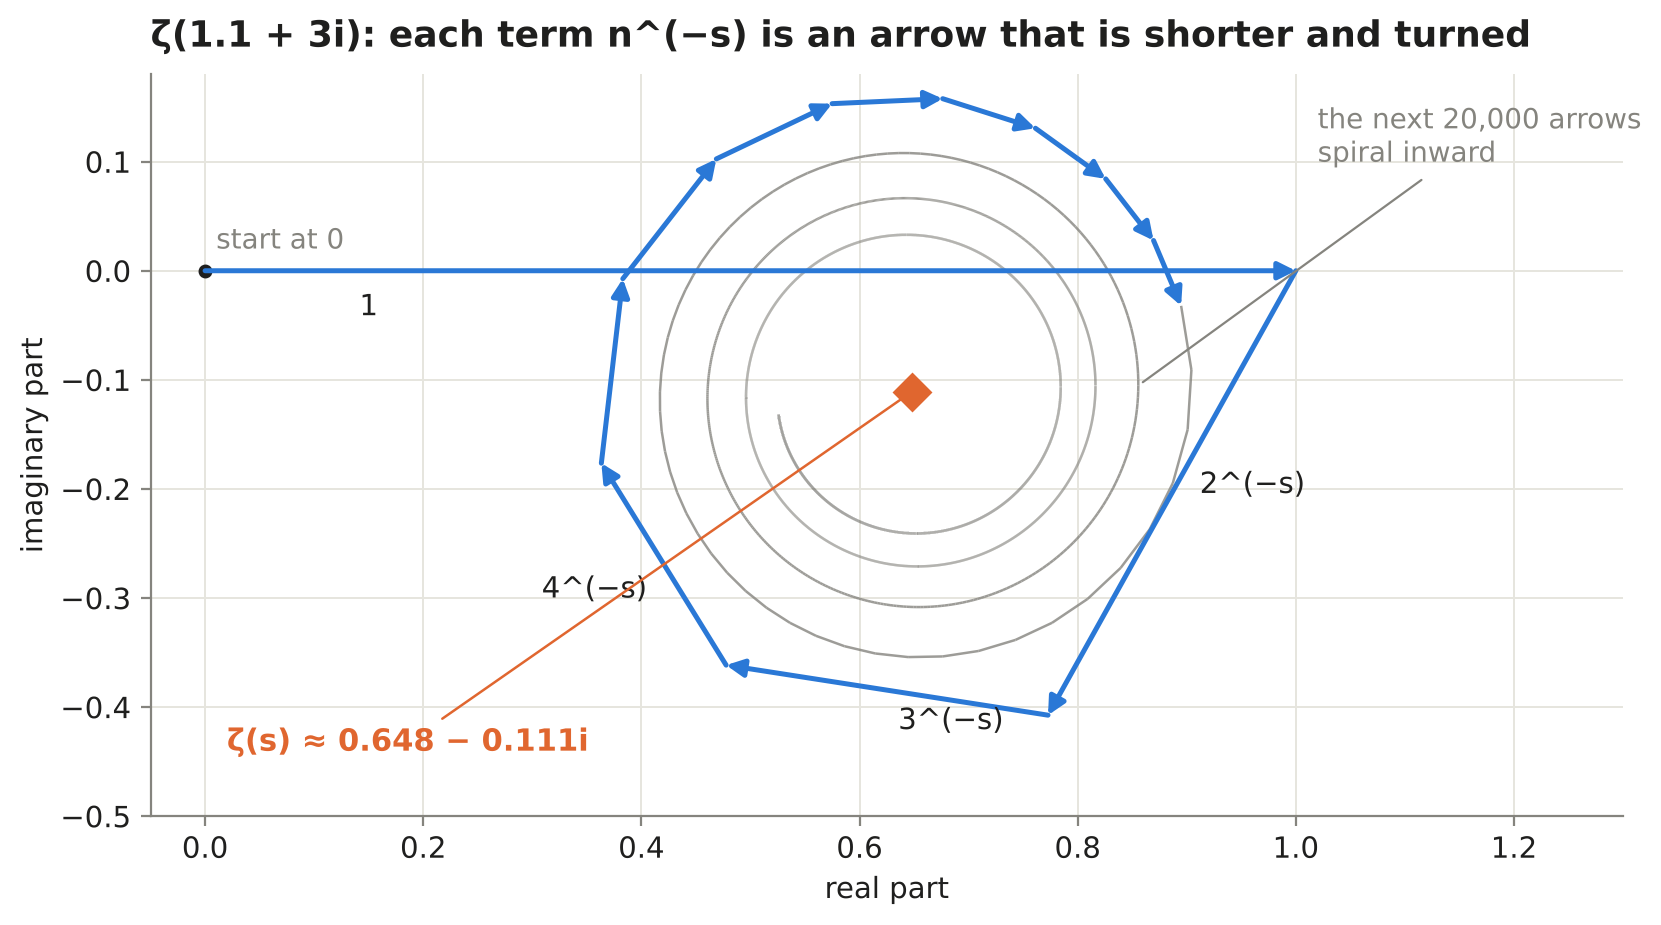 ζ(1.1 + 3i): each term n^(−s) is an arrow that is shorter and turned
the next 20,000 arrows
spiral inward
start at 0
1
2^(−s)
4^(−s)
3^(−s)
ζ(s) ≈ 0.648 − 0.111i
imaginary part
0.1
0.0
−0.1
−0.2
−0.3
−0.4
−0.5
0.0 0.2 0.4 0.6 0.8 1.0 1.2
real part